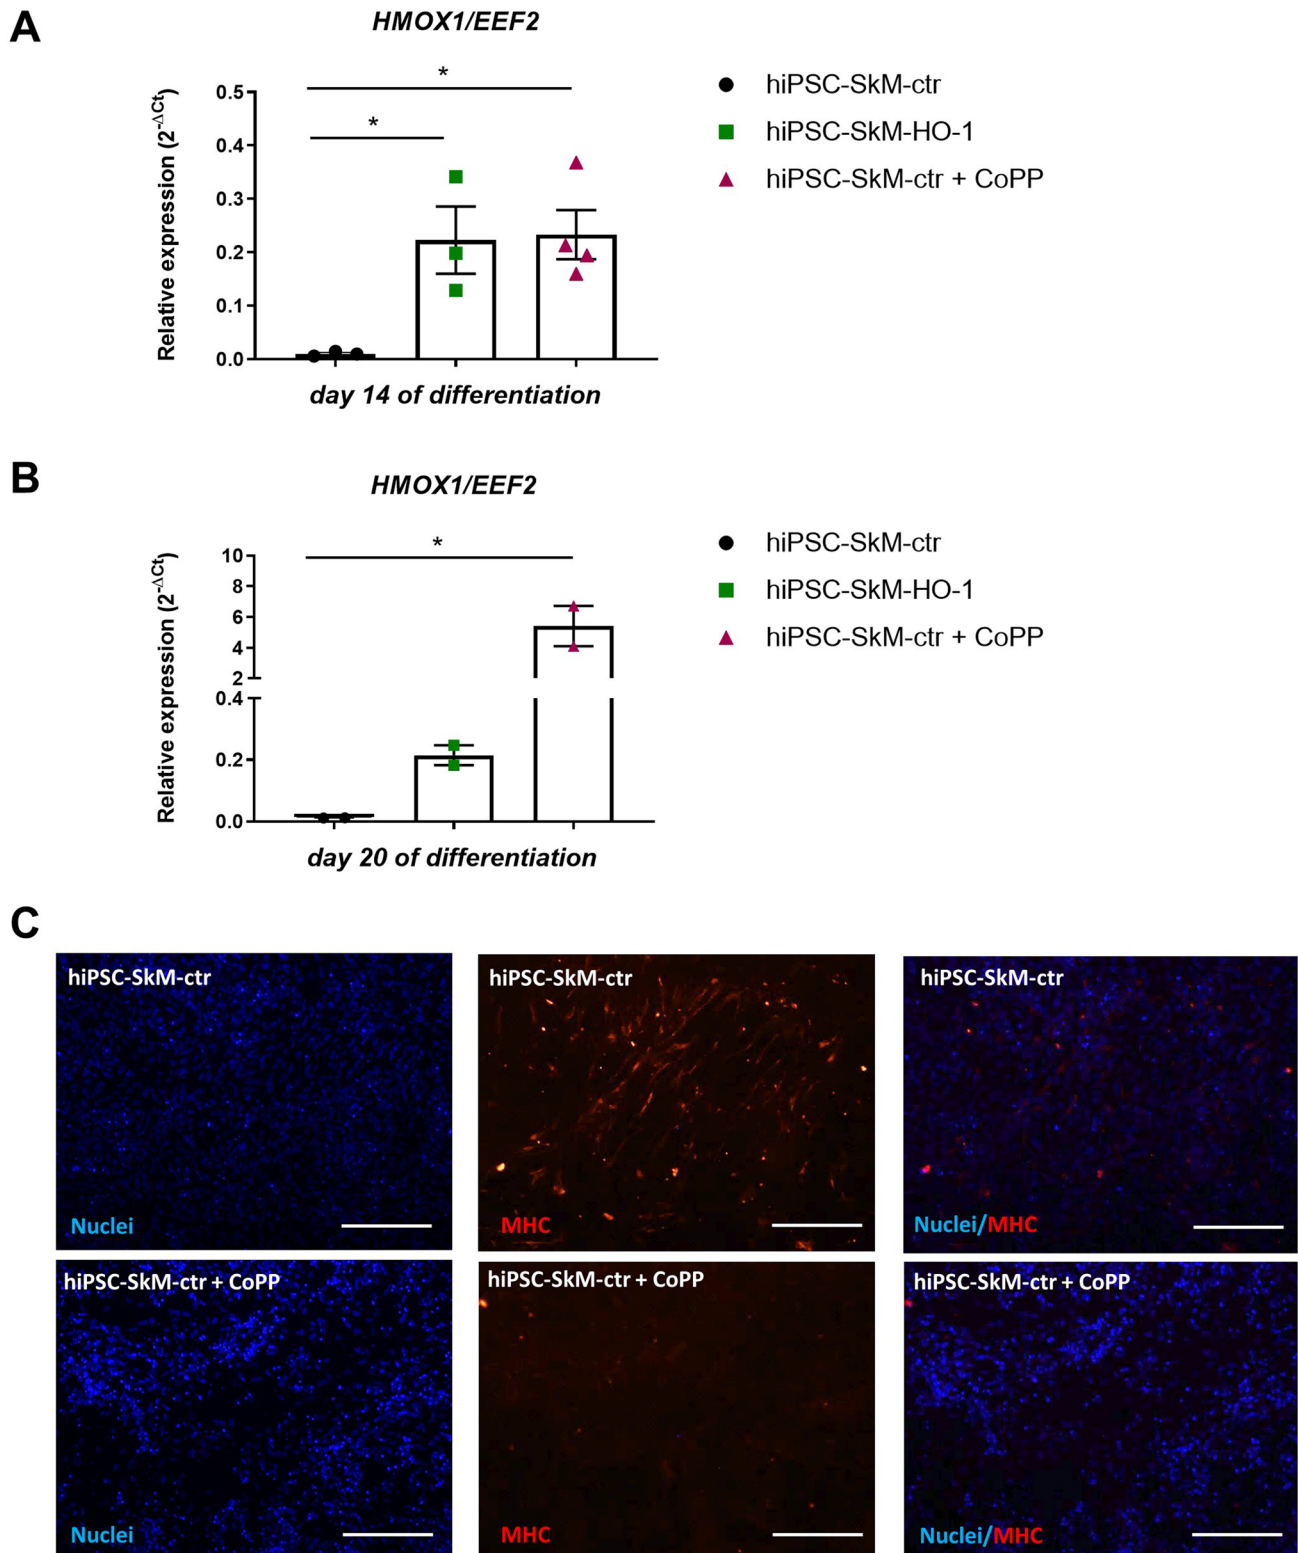 A
HMOX1/EEF2
*
*
Relative expression (2^-ΔCt)
0.5
0.4
0.3
0.2
0.1
0.0
day 14 of differentiation
hiPSC-SkM-ctr
hiPSC-SkM-HO-1
hiPSC-SkM-ctr + CoPP
B
HMOX1/EEF2
*
Relative expression (2^-ΔCt)
10
8
6
4
2
0.4
0.2
0.0
day 20 of differentiation
hiPSC-SkM-ctr
hiPSC-SkM-HO-1
hiPSC-SkM-ctr + CoPP
C
hiPSC-SkM-ctr
Nuclei
hiPSC-SkM-ctr
MHC
hiPSC-SkM-ctr
Nuclei/MHC
hiPSC-SkM-ctr + CoPP
Nuclei
hiPSC-SkM-ctr + CoPP
MHC
hiPSC-SkM-ctr + CoPP
Nuclei/MHC